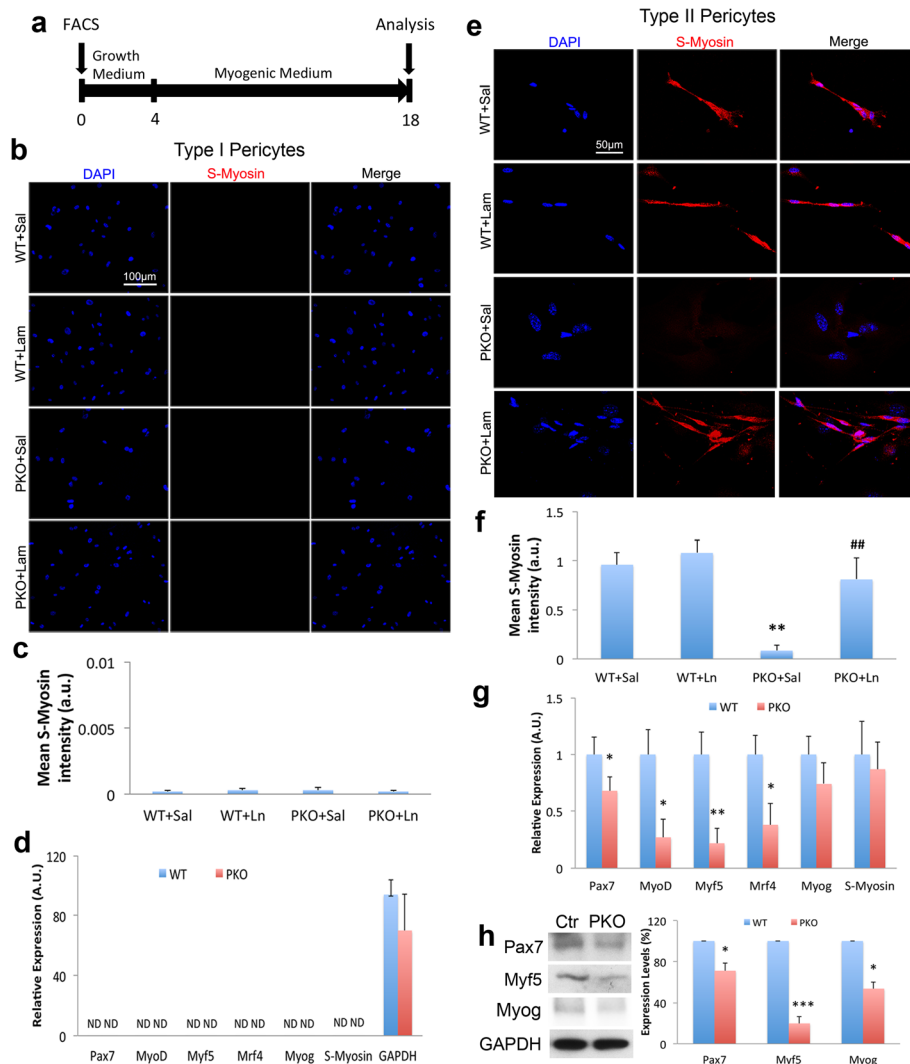 a
FACS
Analysis
Growth
Medium
Myogenic Medium
0
4
18
b
Type I Pericytes
DAPI
S-Myosin
Merge
WT+Sal
100μm
WT+Lam
PKO+Sal
PKO+Lam
c
Mean S-Myosin
intensity (a.u.)
0.01
0.005
0
WT+Sal
WT+Ln
PKO+Sal
PKO+Ln
d
Relative Expression (A.U.)
120
80
40
0
WT
PKO
ND ND
ND ND
ND ND
ND ND
ND ND
ND ND
Pax7
MyoD
Myf5
Mrf4
Myog
S-Myosin
GAPDH
e
Type II Pericytes
DAPI
S-Myosin
Merge
WT+Sal
50μm
WT+Lam
PKO+Sal
PKO+Lam
f
Mean S-Myosin
intensity (a.u.)
1.5
1
0.5
0
**
##
WT+Sal
WT+Ln
PKO+Sal
PKO+Ln
g
Relative Expression (A.U.)
1.5
1
0.5
0
WT
PKO
*
*
**
*
Pax7
MyoD
Myf5
Mrf4
Myog
S-Myosin
h
Ctr PKO
Pax7
Myf5
Myog
GAPDH
Expression Levels (%)
120
80
40
0
WT
PKO
*
***
*
Pax7
Myf5
Myog